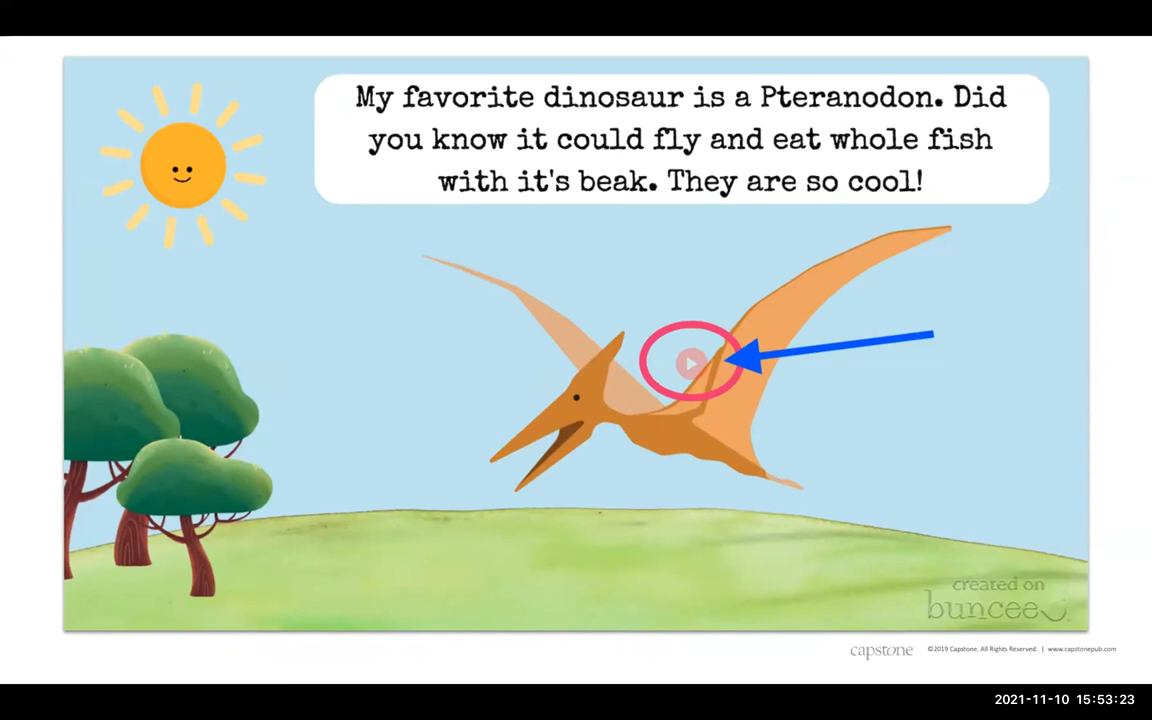 My favorite dinosaur is a Pteranodon. Did
you know it could fly and eat whole fish
with it's beak. They are so cool!
created on
buncee
capstone ©2019 Capstone. All Rights Reserved. | www.capstonepub.com
2021-11-10 15:53:23